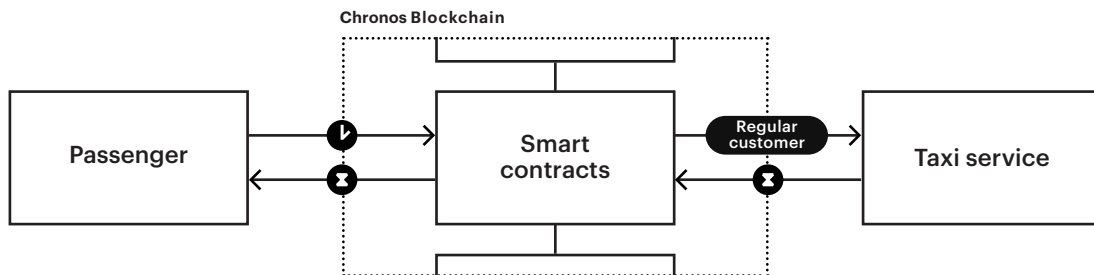 Chronos Blockchain
Passenger
Smart
contracts
Regular
customer
Taxi service